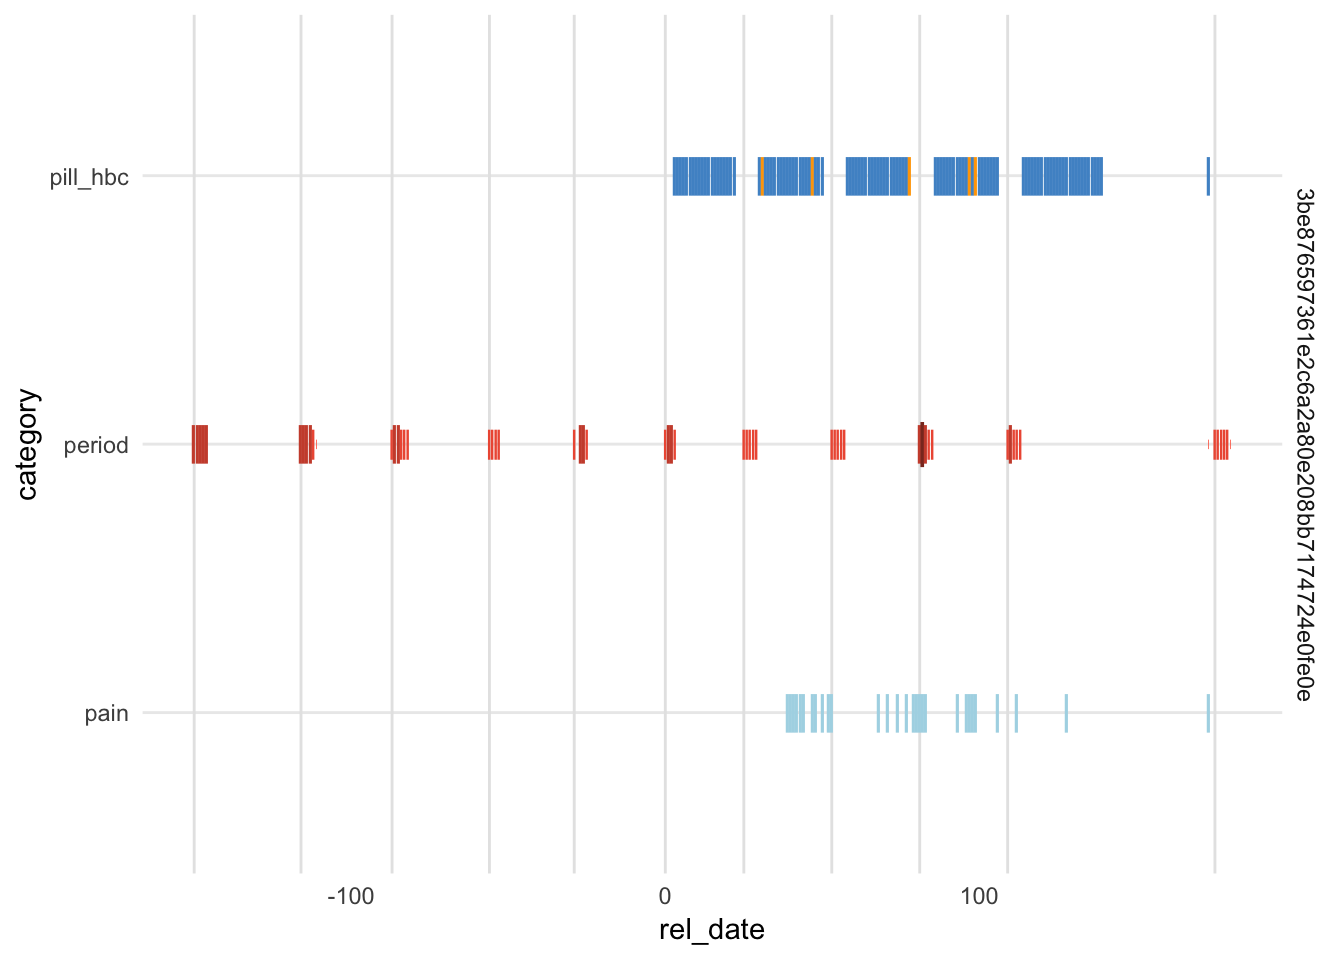 pill_hbc
period
pain
category
-100
0
100
rel_date
3be876597361e2c6a2a80e208bb7174724e0fe0e